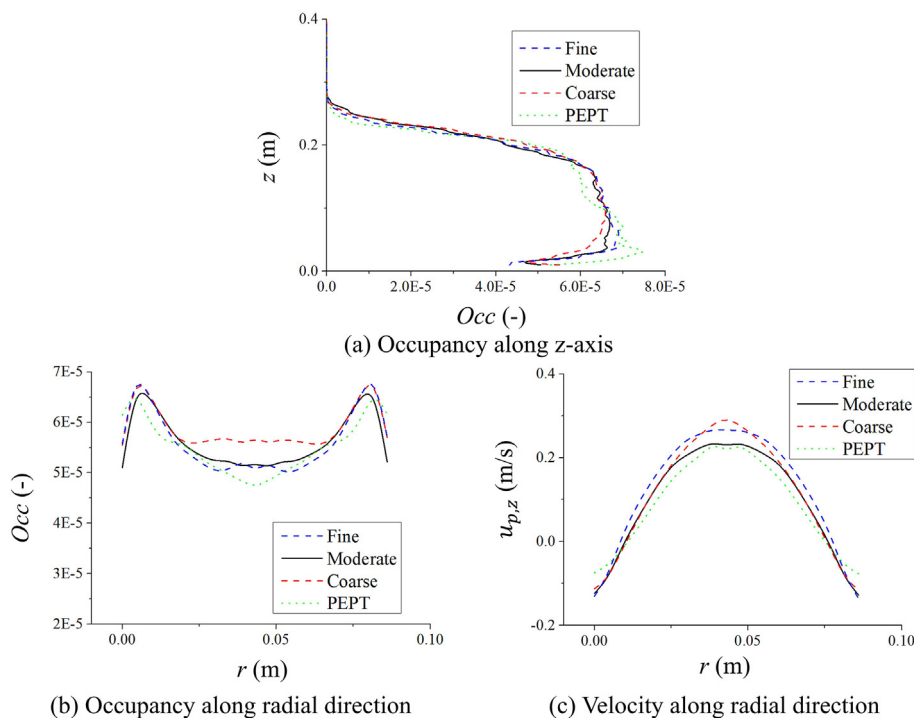 0.4
Fine
Moderate
Coarse
PEPT
z (m)
0.2
0.0
0.0 2.0E-5 4.0E-5 6.0E-5 8.0E-5
Occ (-)
(a) Occupancy along z-axis
7E-5
6E-5
5E-5
4E-5
3E-5
2E-5
Occ (-)
Fine
Moderate
Coarse
PEPT
0.00 0.05 0.10
r (m)
(b) Occupancy along radial direction
0.4
0.2
0.0
-0.2
u_{p,z} (m/s)
Fine
Moderate
Coarse
PEPT
0.00 0.05 0.10
r (m)
(c) Velocity along radial direction